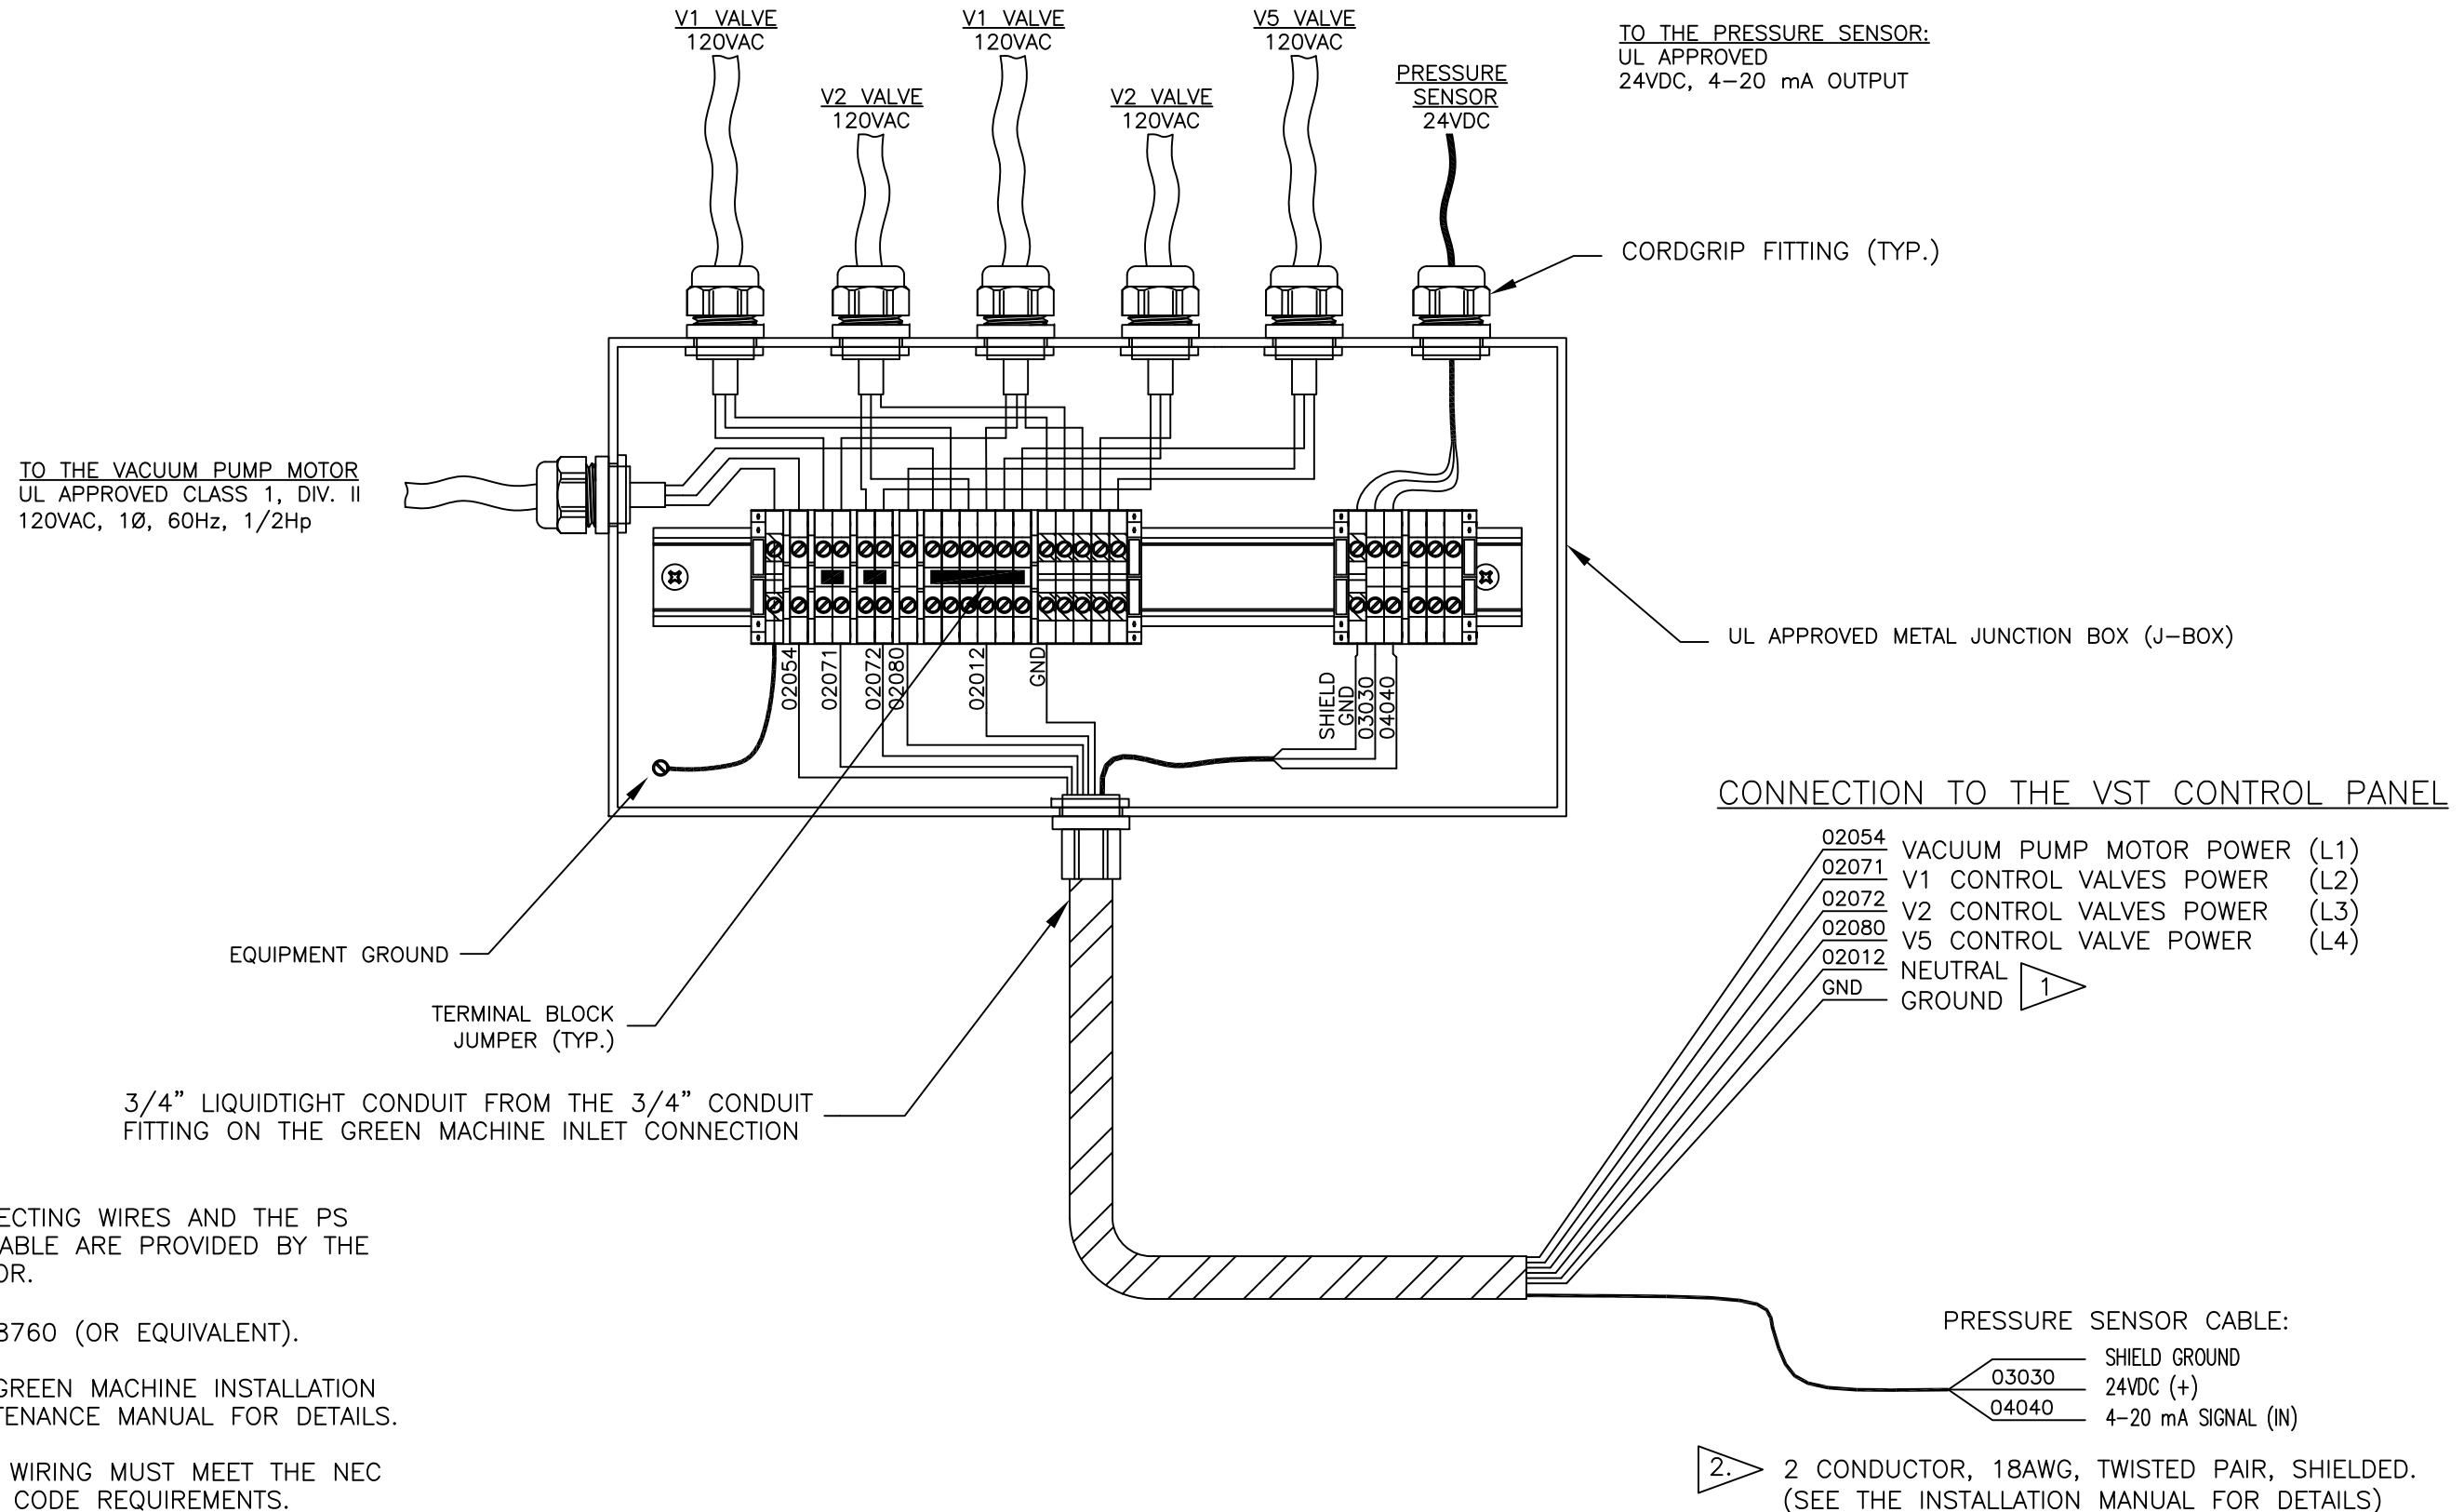 V1 VALVE
120VAC
V2 VALVE
120VAC
V1 VALVE
120VAC
V2 VALVE
120VAC
V5 VALVE
120VAC
PRESSURE
SENSOR
24VDC
TO THE PRESSURE SENSOR:
UL APPROVED
24VDC, 4-20 mA OUTPUT
CORDGRIP FITTING (TYP.)
TO THE VACUUM PUMP MOTOR
UL APPROVED CLASS 1, DIV. II
120VAC, 1Ø, 60Hz, 1/2Hp
UL APPROVED METAL JUNCTION BOX (J-BOX)
02054
02071
02072
02080
02012
GND
SHIELD
GND
03030
04040
EQUIPMENT GROUND
TERMINAL BLOCK
JUMPER (TYP.)
3/4" LIQUIDTIGHT CONDUIT FROM THE 3/4" CONDUIT
FITTING ON THE GREEN MACHINE INLET CONNECTION
CONNECTION TO THE VST CONTROL PANEL
02054 VACUUM PUMP MOTOR POWER (L1)
02071 V1 CONTROL VALVES POWER (L2)
02072 V2 CONTROL VALVES POWER (L3)
02080 V5 CONTROL VALVE POWER (L4)
02012 NEUTRAL
GND GROUND
1
ECTING WIRES AND THE PS
ABLE ARE PROVIDED BY THE
OR.
8760 (OR EQUIVALENT).
GREEN MACHINE INSTALLATION
TENANCE MANUAL FOR DETAILS.
WIRING MUST MEET THE NEC
CODE REQUIREMENTS.
PRESSURE SENSOR CABLE:
SHIELD GROUND
03030 24VDC (+)
04040 4-20 mA SIGNAL (IN)
2. 2 CONDUCTOR, 18AWG, TWISTED PAIR, SHIELDED.
(SEE THE INSTALLATION MANUAL FOR DETAILS)